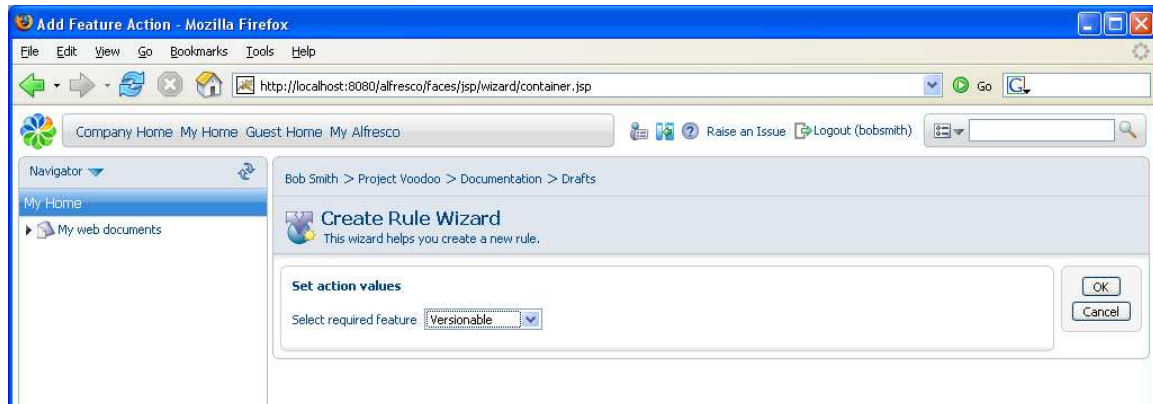 Add Feature Action - Mozilla Firefox
File Edit View Go Bookmarks Tools Help
http://localhost:8080/alfresco/faces/jsp/wizard/container.jsp Go G
Company Home My Home Guest Home My Alfresco Raise an Issue Logout (bobsmith)
Navigator
Bob Smith > Project Voodoo > Documentation > Drafts
My Home
My web documents
Create Rule Wizard
This wizard helps you create a new rule.
Set action values
Select required feature Versionable
OK
Cancel